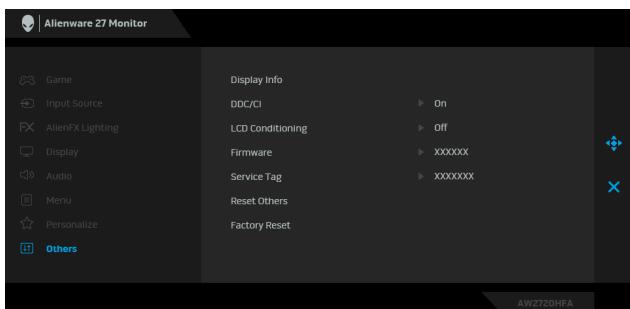 Alienware 27 Monitor
Game
Input Source
FX AlienFX Lighting
Display
Audio
Menu
Personalize
Others
Display Info
DDC/CI On
LCD Conditioning Off
Firmware XXXXXX
Service Tag XXXXXXX
Reset Others
Factory Reset
AW2720HFA